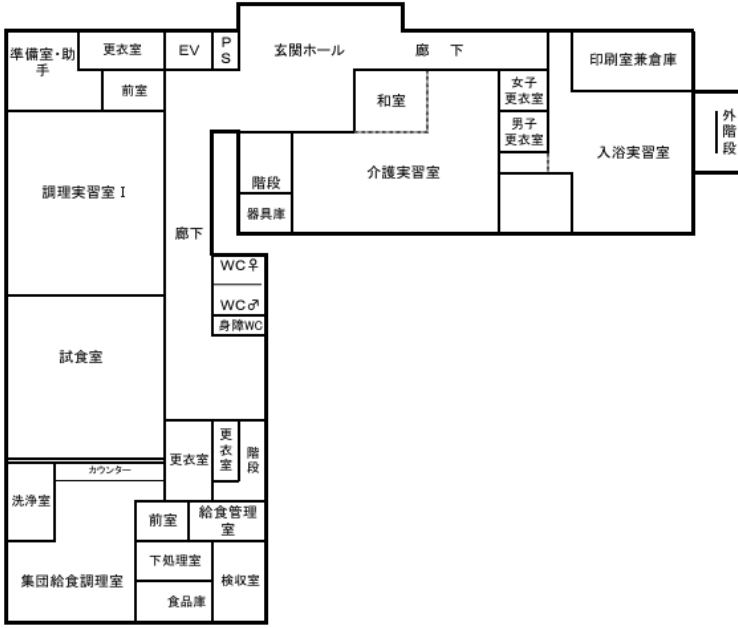 準備室・助
手
更衣室
EV
P
S
玄関ホール
廊 下
印刷室兼倉庫
前室
和室
女子
更衣室
男子
更衣室
外
階
段
入浴実習室
調理実習室Ⅰ
階段
介護実習室
器具庫
廊下
WC♀
WC♂
身障WC
試食室
カウンター
更衣室
更
衣
室
階
段
洗浄室
前室
給食管理
室
下処理室
集団給食調理室
検収室
食品庫